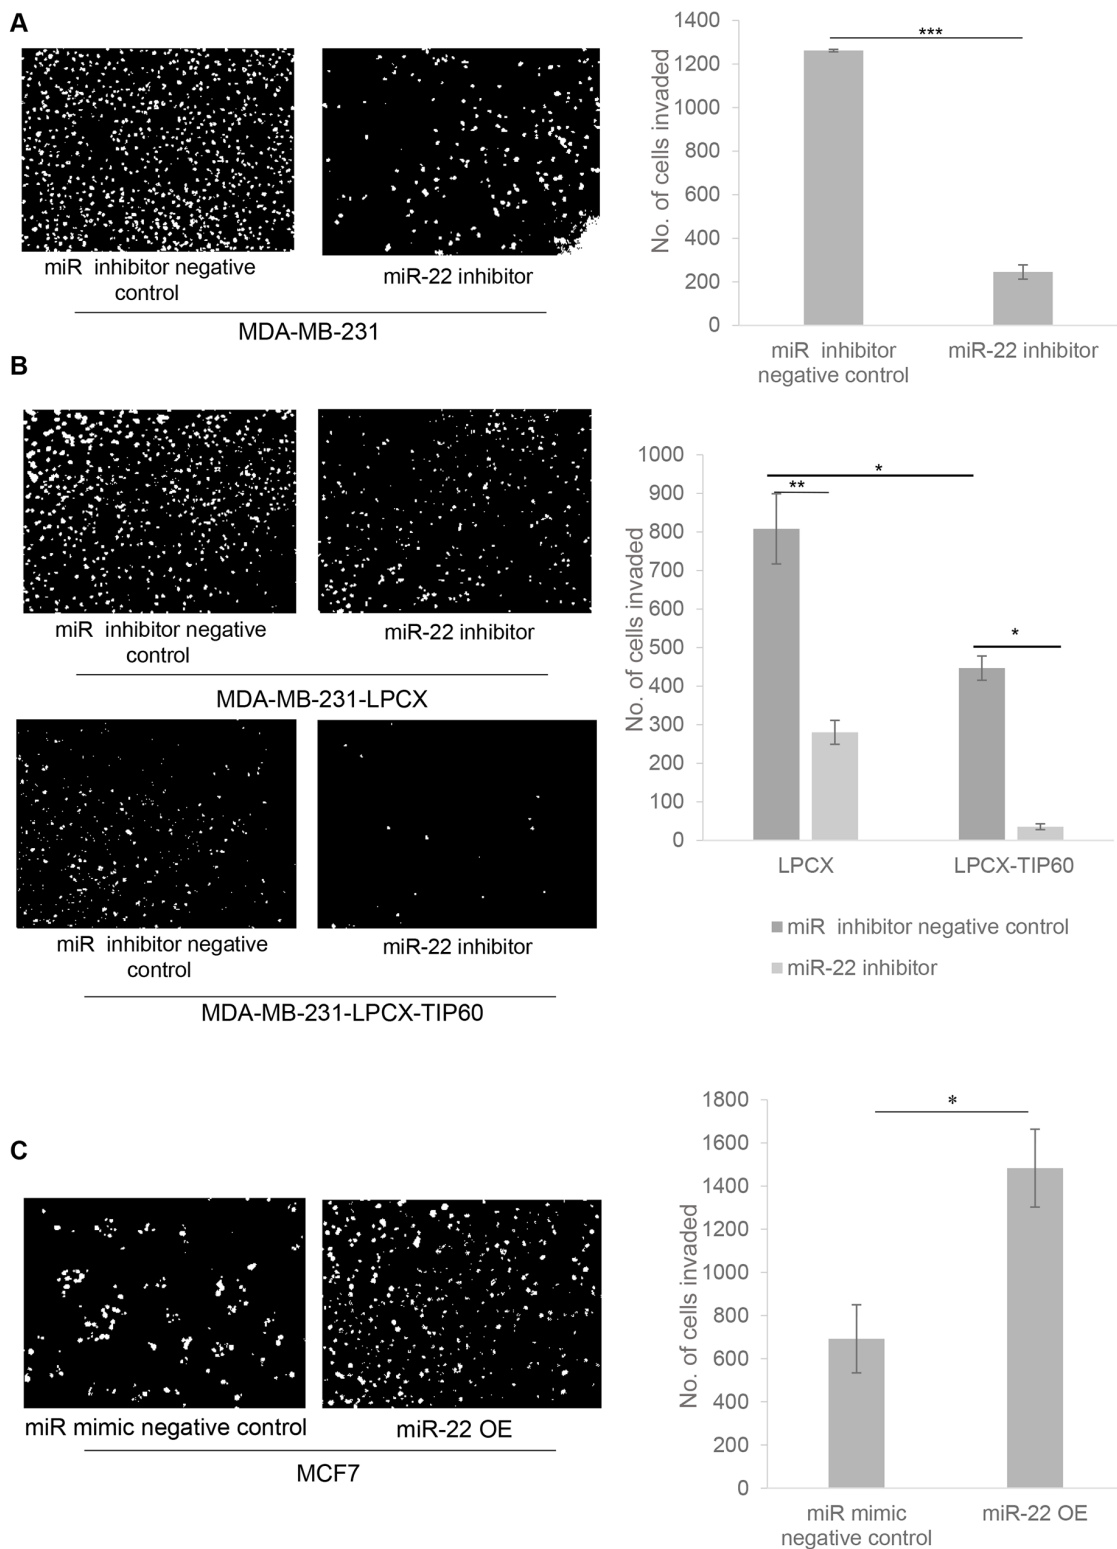 A
miR inhibitor negative
control
miR-22 inhibitor
MDA-MB-231
1400
1200
1000
800
600
400
200
0
No. of cells invaded
***
miR inhibitor
negative control
miR-22 inhibitor
B
miR inhibitor negative
control
miR-22 inhibitor
MDA-MB-231-LPCX
miR inhibitor negative
control
miR-22 inhibitor
MDA-MB-231-LPCX-TIP60
1000
900
800
700
600
500
400
300
200
100
0
No. of cells invaded
*
**
*
LPCX
LPCX-TIP60
miR inhibitor negative control
miR-22 inhibitor
C
miR mimic negative control
miR-22 OE
MCF7
1800
1600
1400
1200
1000
800
600
400
200
0
No. of cells invaded
*
miR mimic
negative control
miR-22 OE